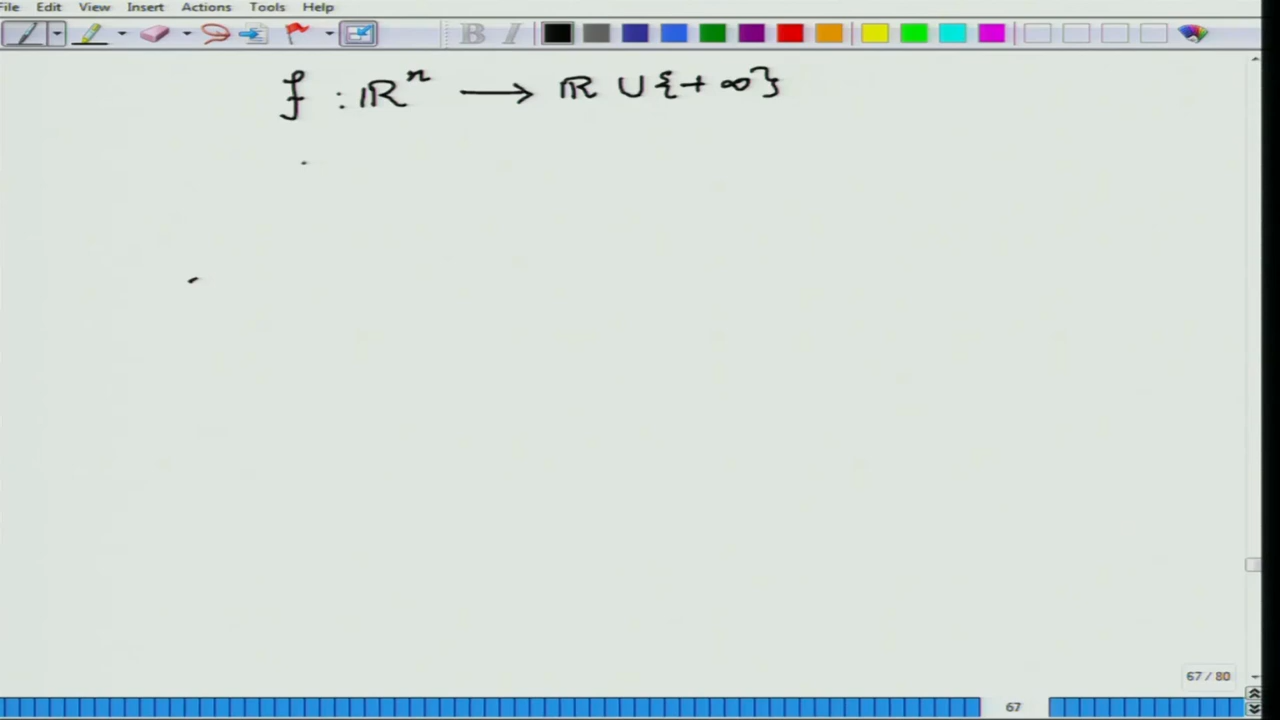 File Edit View Insert Actions Tools Help
B I
f : ℝⁿ ⟶ ℝ ∪ {+ ∞}
67 / 80
67